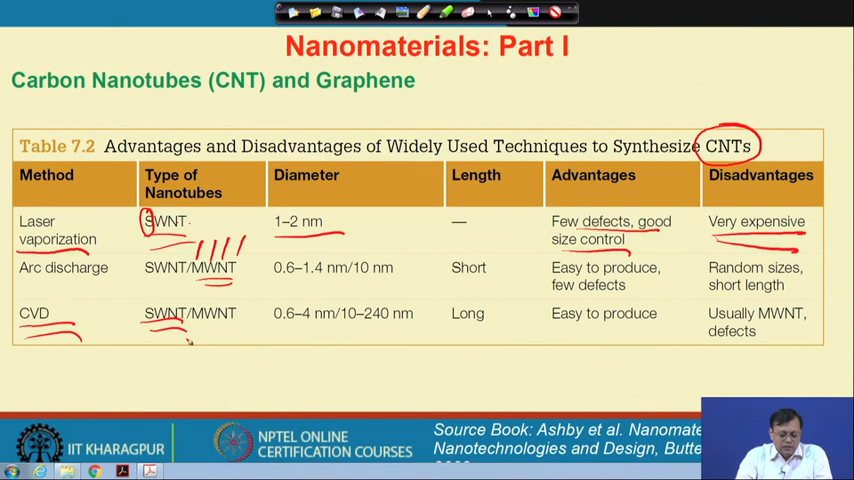 Nanomaterials: Part I
Carbon Nanotubes (CNT) and Graphene
Table 7.2 Advantages and Disadvantages of Widely Used Techniques to Synthesize CNTs
Method Type of Nanotubes Diameter Length Advantages Disadvantages
Laser vaporization SWNT 1–2 nm — Few defects, good size control Very expensive
Arc discharge SWNT/MWNT 0.6–1.4 nm/10 nm Short Easy to produce, few defects Random sizes, short length
CVD SWNT/MWNT 0.6–4 nm/10–240 nm Long Easy to produce Usually MWNT, defects
IIT KHARAGPUR
NPTEL ONLINE
CERTIFICATION COURSES
Source Book: Ashby et al. Nanomate
Nanotechnologies and Design, Butte